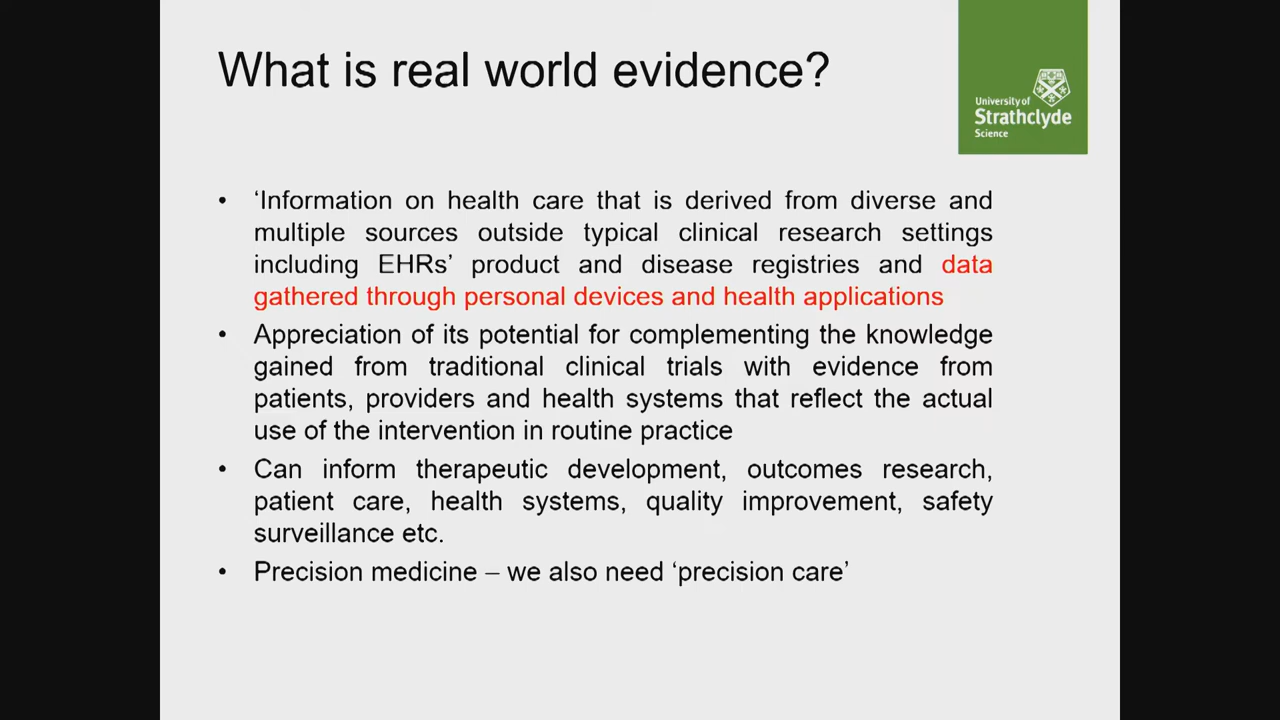 What is real world evidence?
University of
Strathclyde
Science
• ‘Information on health care that is derived from diverse and
multiple sources outside typical clinical research settings
including EHRs’ product and disease registries and data
gathered through personal devices and health applications
• Appreciation of its potential for complementing the knowledge
gained from traditional clinical trials with evidence from
patients, providers and health systems that reflect the actual
use of the intervention in routine practice
• Can inform therapeutic development, outcomes research,
patient care, health systems, quality improvement, safety
surveillance etc.
• Precision medicine – we also need ‘precision care’